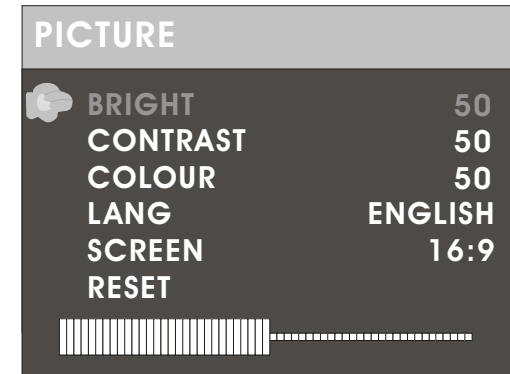 PICTURE
BRIGHT 50
CONTRAST 50
COLOUR 50
LANG ENGLISH
SCREEN 16:9
RESET